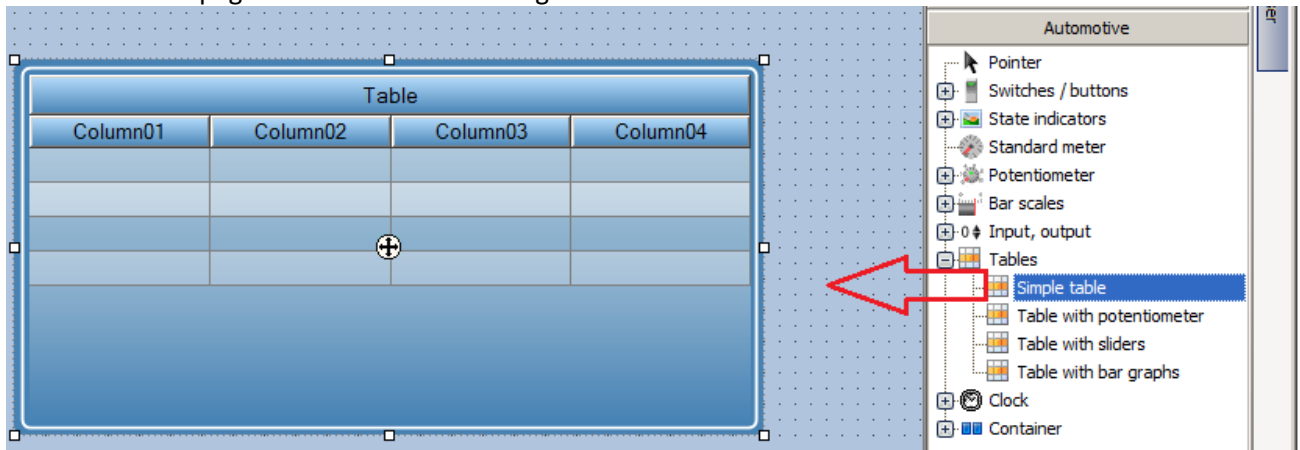 Automotive
Table
Column01 Column02 Column03 Column04
Pointer
Switches / buttons
State indicators
Standard meter
Potentiometer
Bar scales
Input, output
Tables
Simple table
Table with potentiometer
Table with sliders
Table with bar graphs
Clock
Container